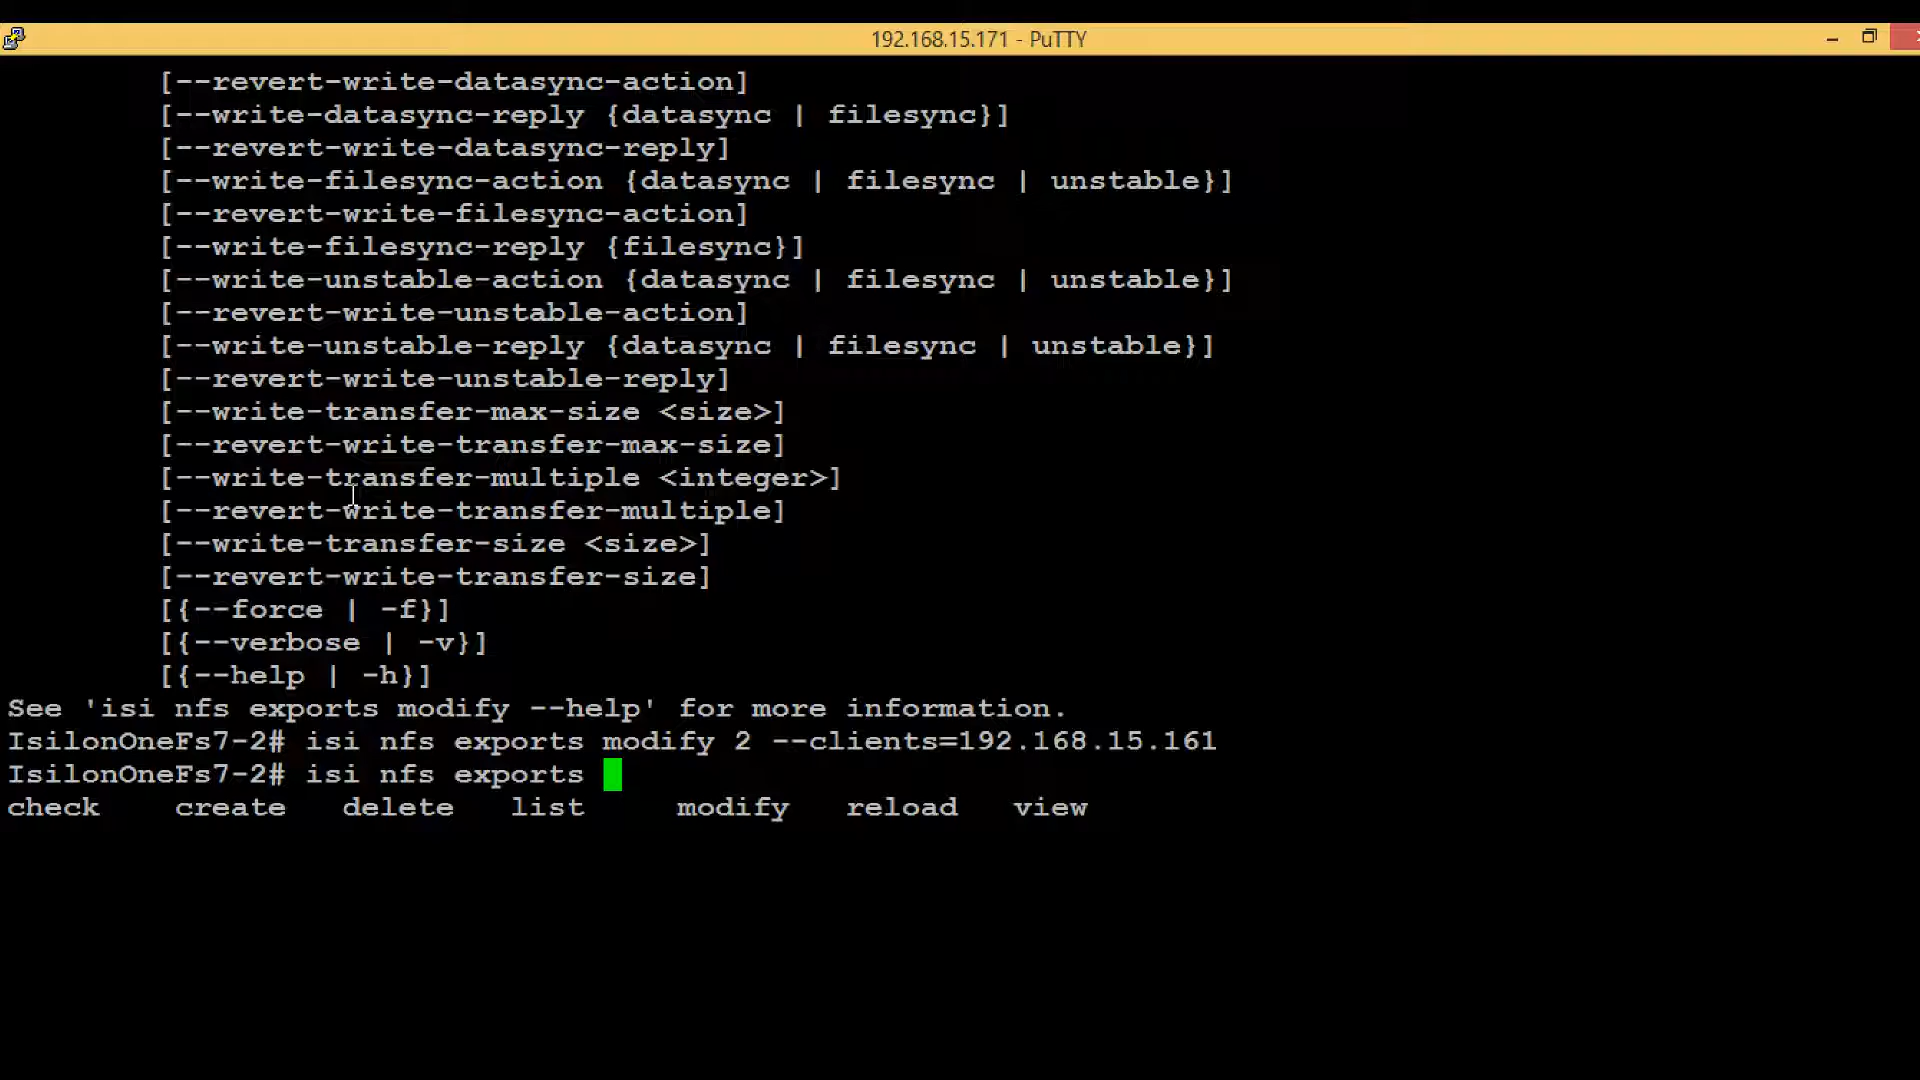 192.168.15.171 - PuTTY
[--revert-write-datasync-action]
[--write-datasync-reply {datasync | filesync}]
[--revert-write-datasync-reply]
[--write-filesync-action {datasync | filesync | unstable}]
[--revert-write-filesync-action]
[--write-filesync-reply {filesync}]
[--write-unstable-action {datasync | filesync | unstable}]
[--revert-write-unstable-action]
[--write-unstable-reply {datasync | filesync | unstable}]
[--revert-write-unstable-reply]
[--write-transfer-max-size <size>]
[--revert-write-transfer-max-size]
[--write-transfer-multiple <integer>]
[--revert-write-transfer-multiple]
[--write-transfer-size <size>]
[--revert-write-transfer-size]
[{--force | -f}]
[{--verbose | -v}]
[{--help | -h}]
See 'isi nfs exports modify --help' for more information.
IsilonOneFs7-2# isi nfs exports modify 2 --clients=192.168.15.161
IsilonOneFs7-2# isi nfs exports
check create delete list modify reload view